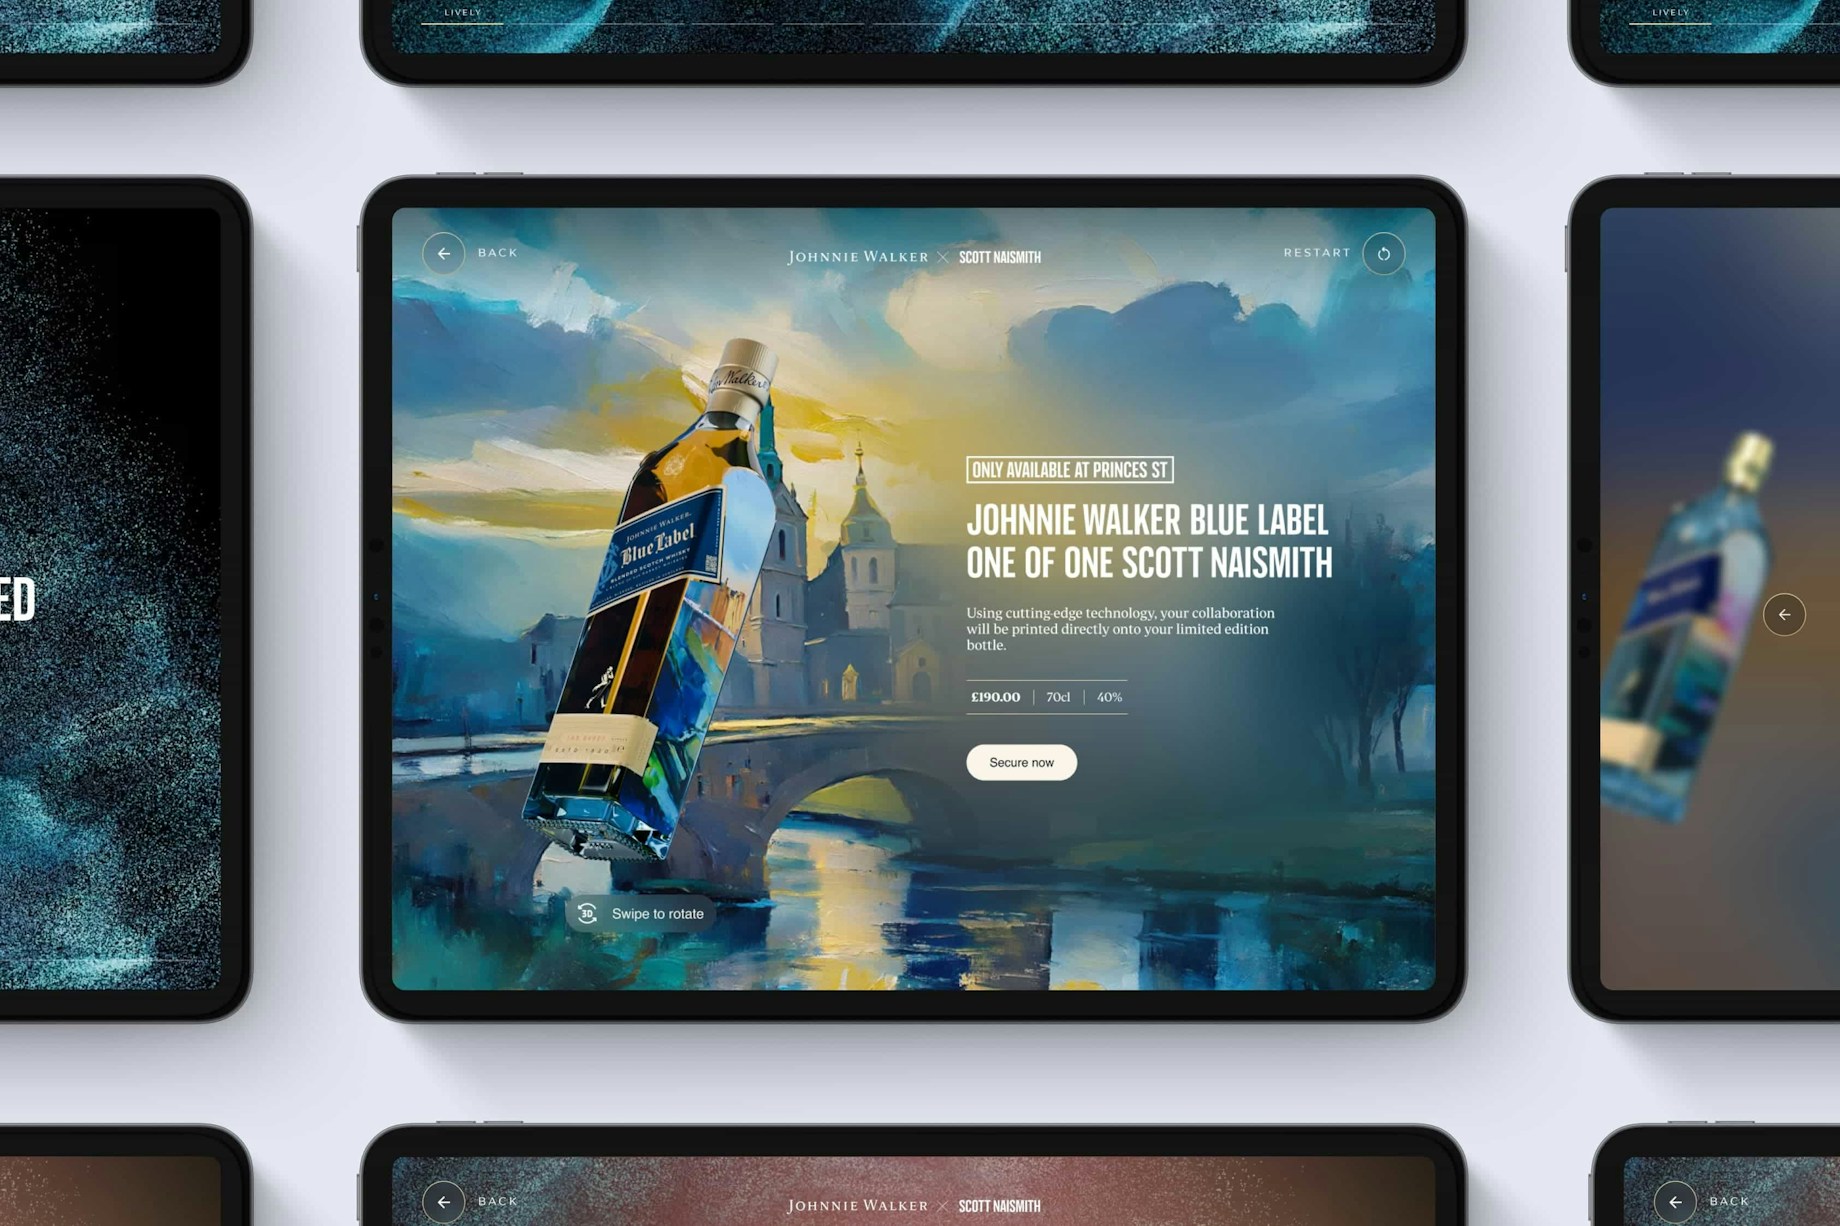 LIVELY
LIVELY
BACK
JOHNNIE WALKER × SCOTT NAISMITH
RESTART
ONLY AVAILABLE AT PRINCES ST
JOHNNIE WALKER BLUE LABEL
ONE OF ONE SCOTT NAISMITH
Using cutting-edge technology, your collaboration
will be printed directly onto your limited edition
bottle.
£190.00 | 70cl | 40%
Secure now
JOHNNIE WALKER
Blue Label
BLENDED SCOTCH WHISKY
3D Swipe to rotate
ED
BACK
JOHNNIE WALKER × SCOTT NAISMITH
BACK